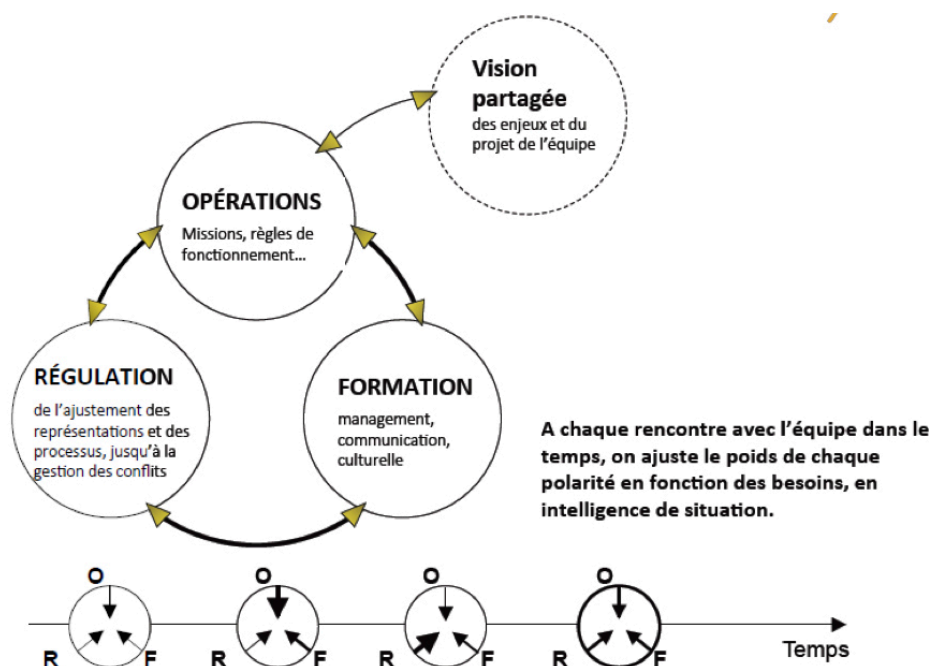 Vision
partagée
des enjeux et du
projet de l'équipe
OPÉRATIONS
Missions, règles de
fonctionnement...
RÉGULATION
de l'ajustement des
représentations et des
processus, jusqu'à la
gestion des conflits
FORMATION
management,
communication,
culturelle
A chaque rencontre avec l'équipe dans le
temps, on ajuste le poids de chaque
polarité en fonction des besoins, en
intelligence de situation.
O O O O
R F R F R F R F
Temps